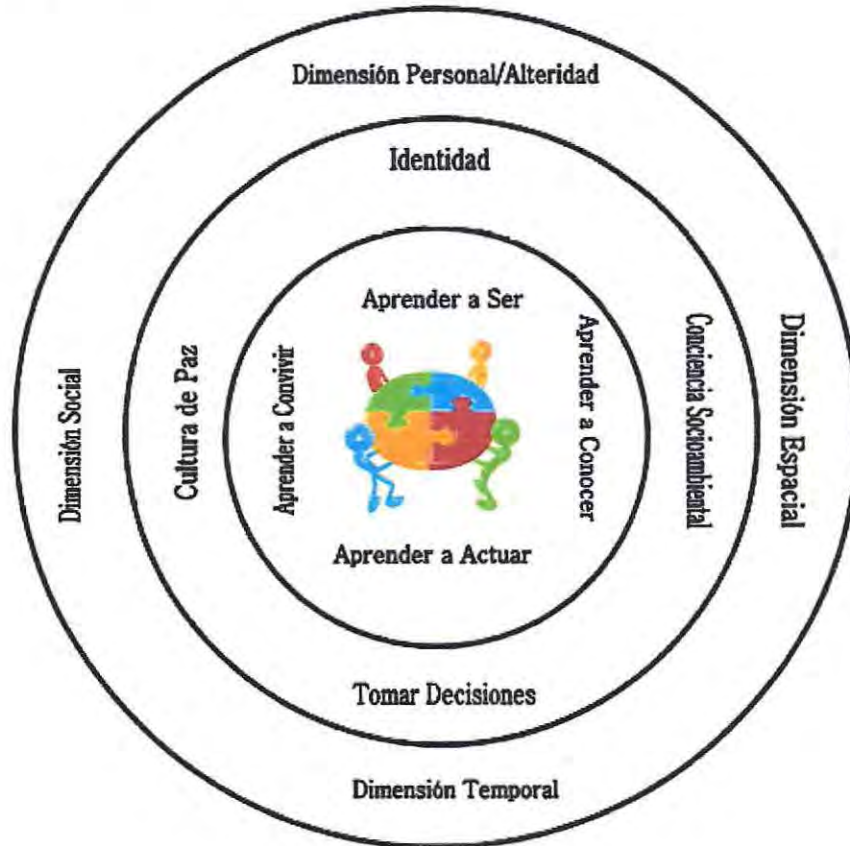 Dimensión Personal/Alteridad
Identidad
Aprender a Ser
Dimensión Social
Cultura de Paz
Aprender a Convivir
Aprender a Conocer
Conciencia Socioambiental
Dimensión Espacial
Aprender a Actuar
Tomar Decisiones
Dimensión Temporal